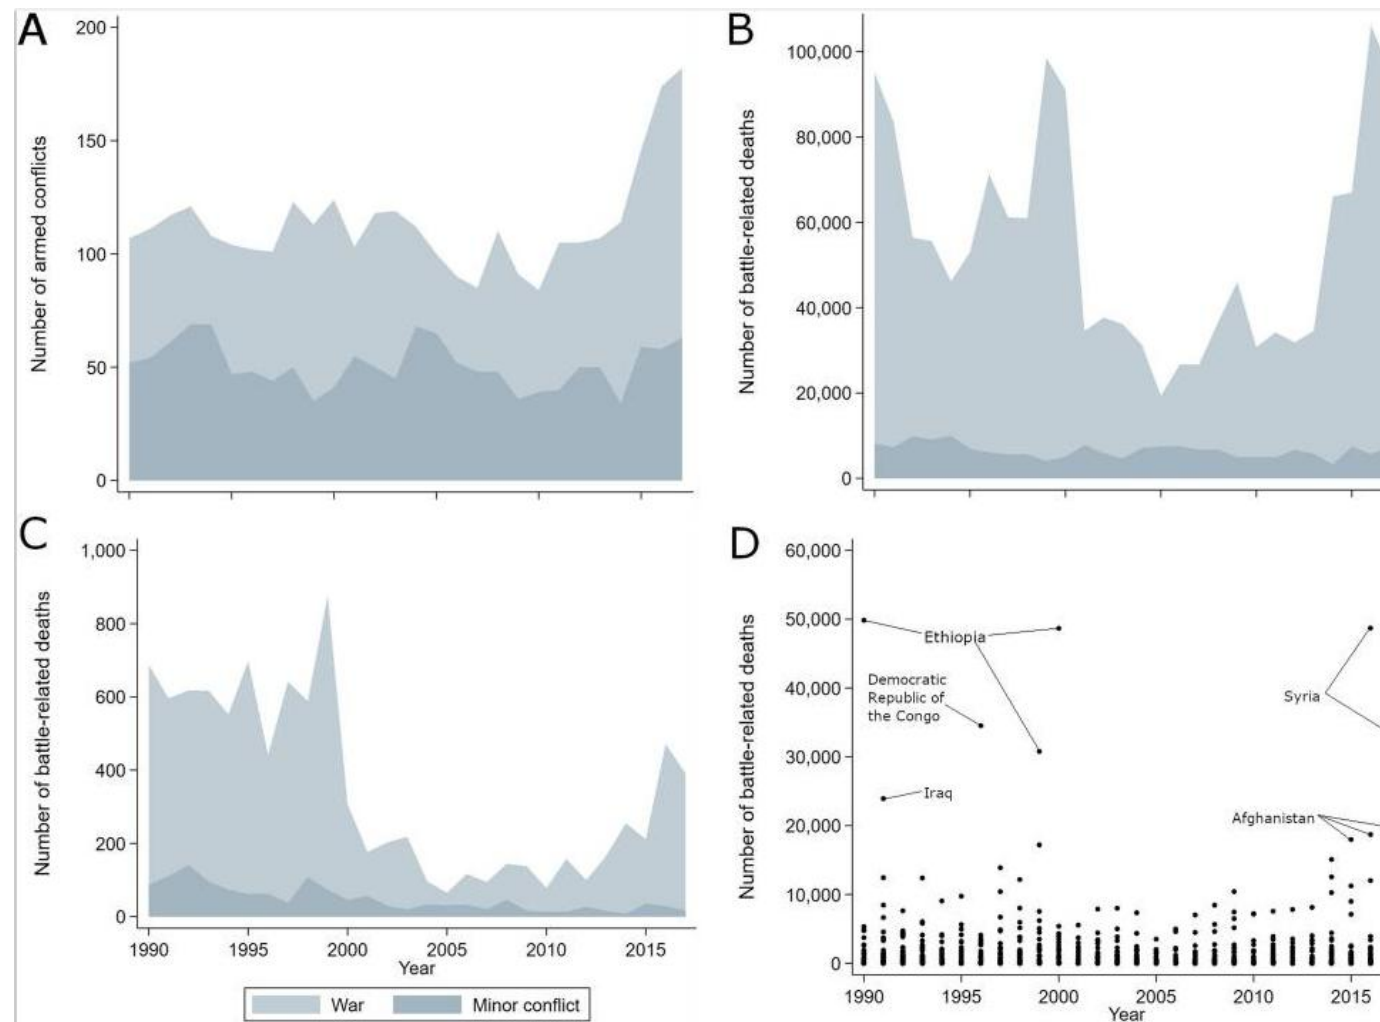 A
200
150
100
50
0
Number of armed conflicts
B
100,000
80,000
60,000
40,000
20,000
0
Number of battle-related deaths
C
1,000
800
600
400
200
0
Number of battle-related deaths
1990
1995
2000
2005
2010
2015
Year
War
Minor conflict
D
60,000
50,000
40,000
30,000
20,000
10,000
0
Number of battle-related deaths
Ethiopia
Democratic
Republic of
the Congo
Iraq
Syria
Afghanistan
1990
1995
2000
2005
2010
2015
Year